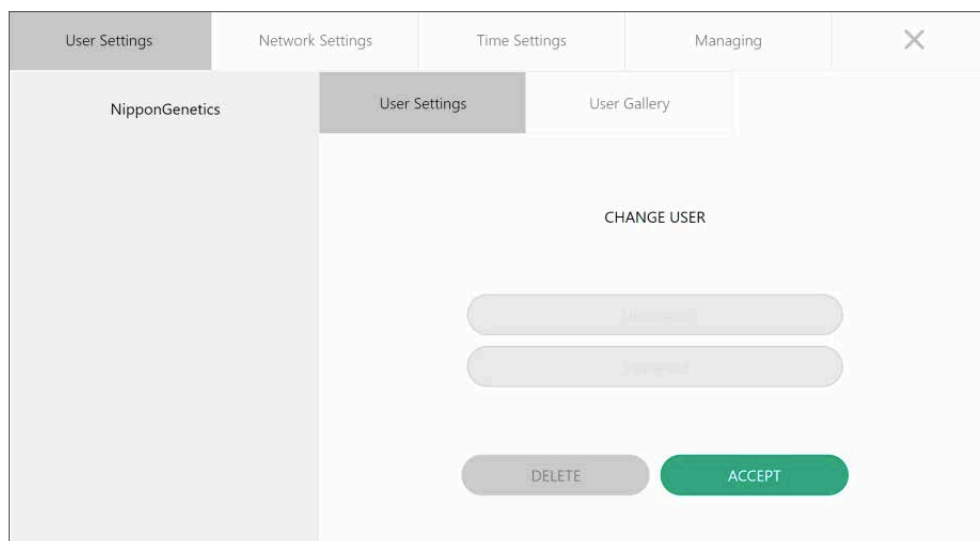 User Settings
Network Settings
Time Settings
Managing
NipponGenetics
User Settings
User Gallery
CHANGE USER
DELETE
ACCEPT